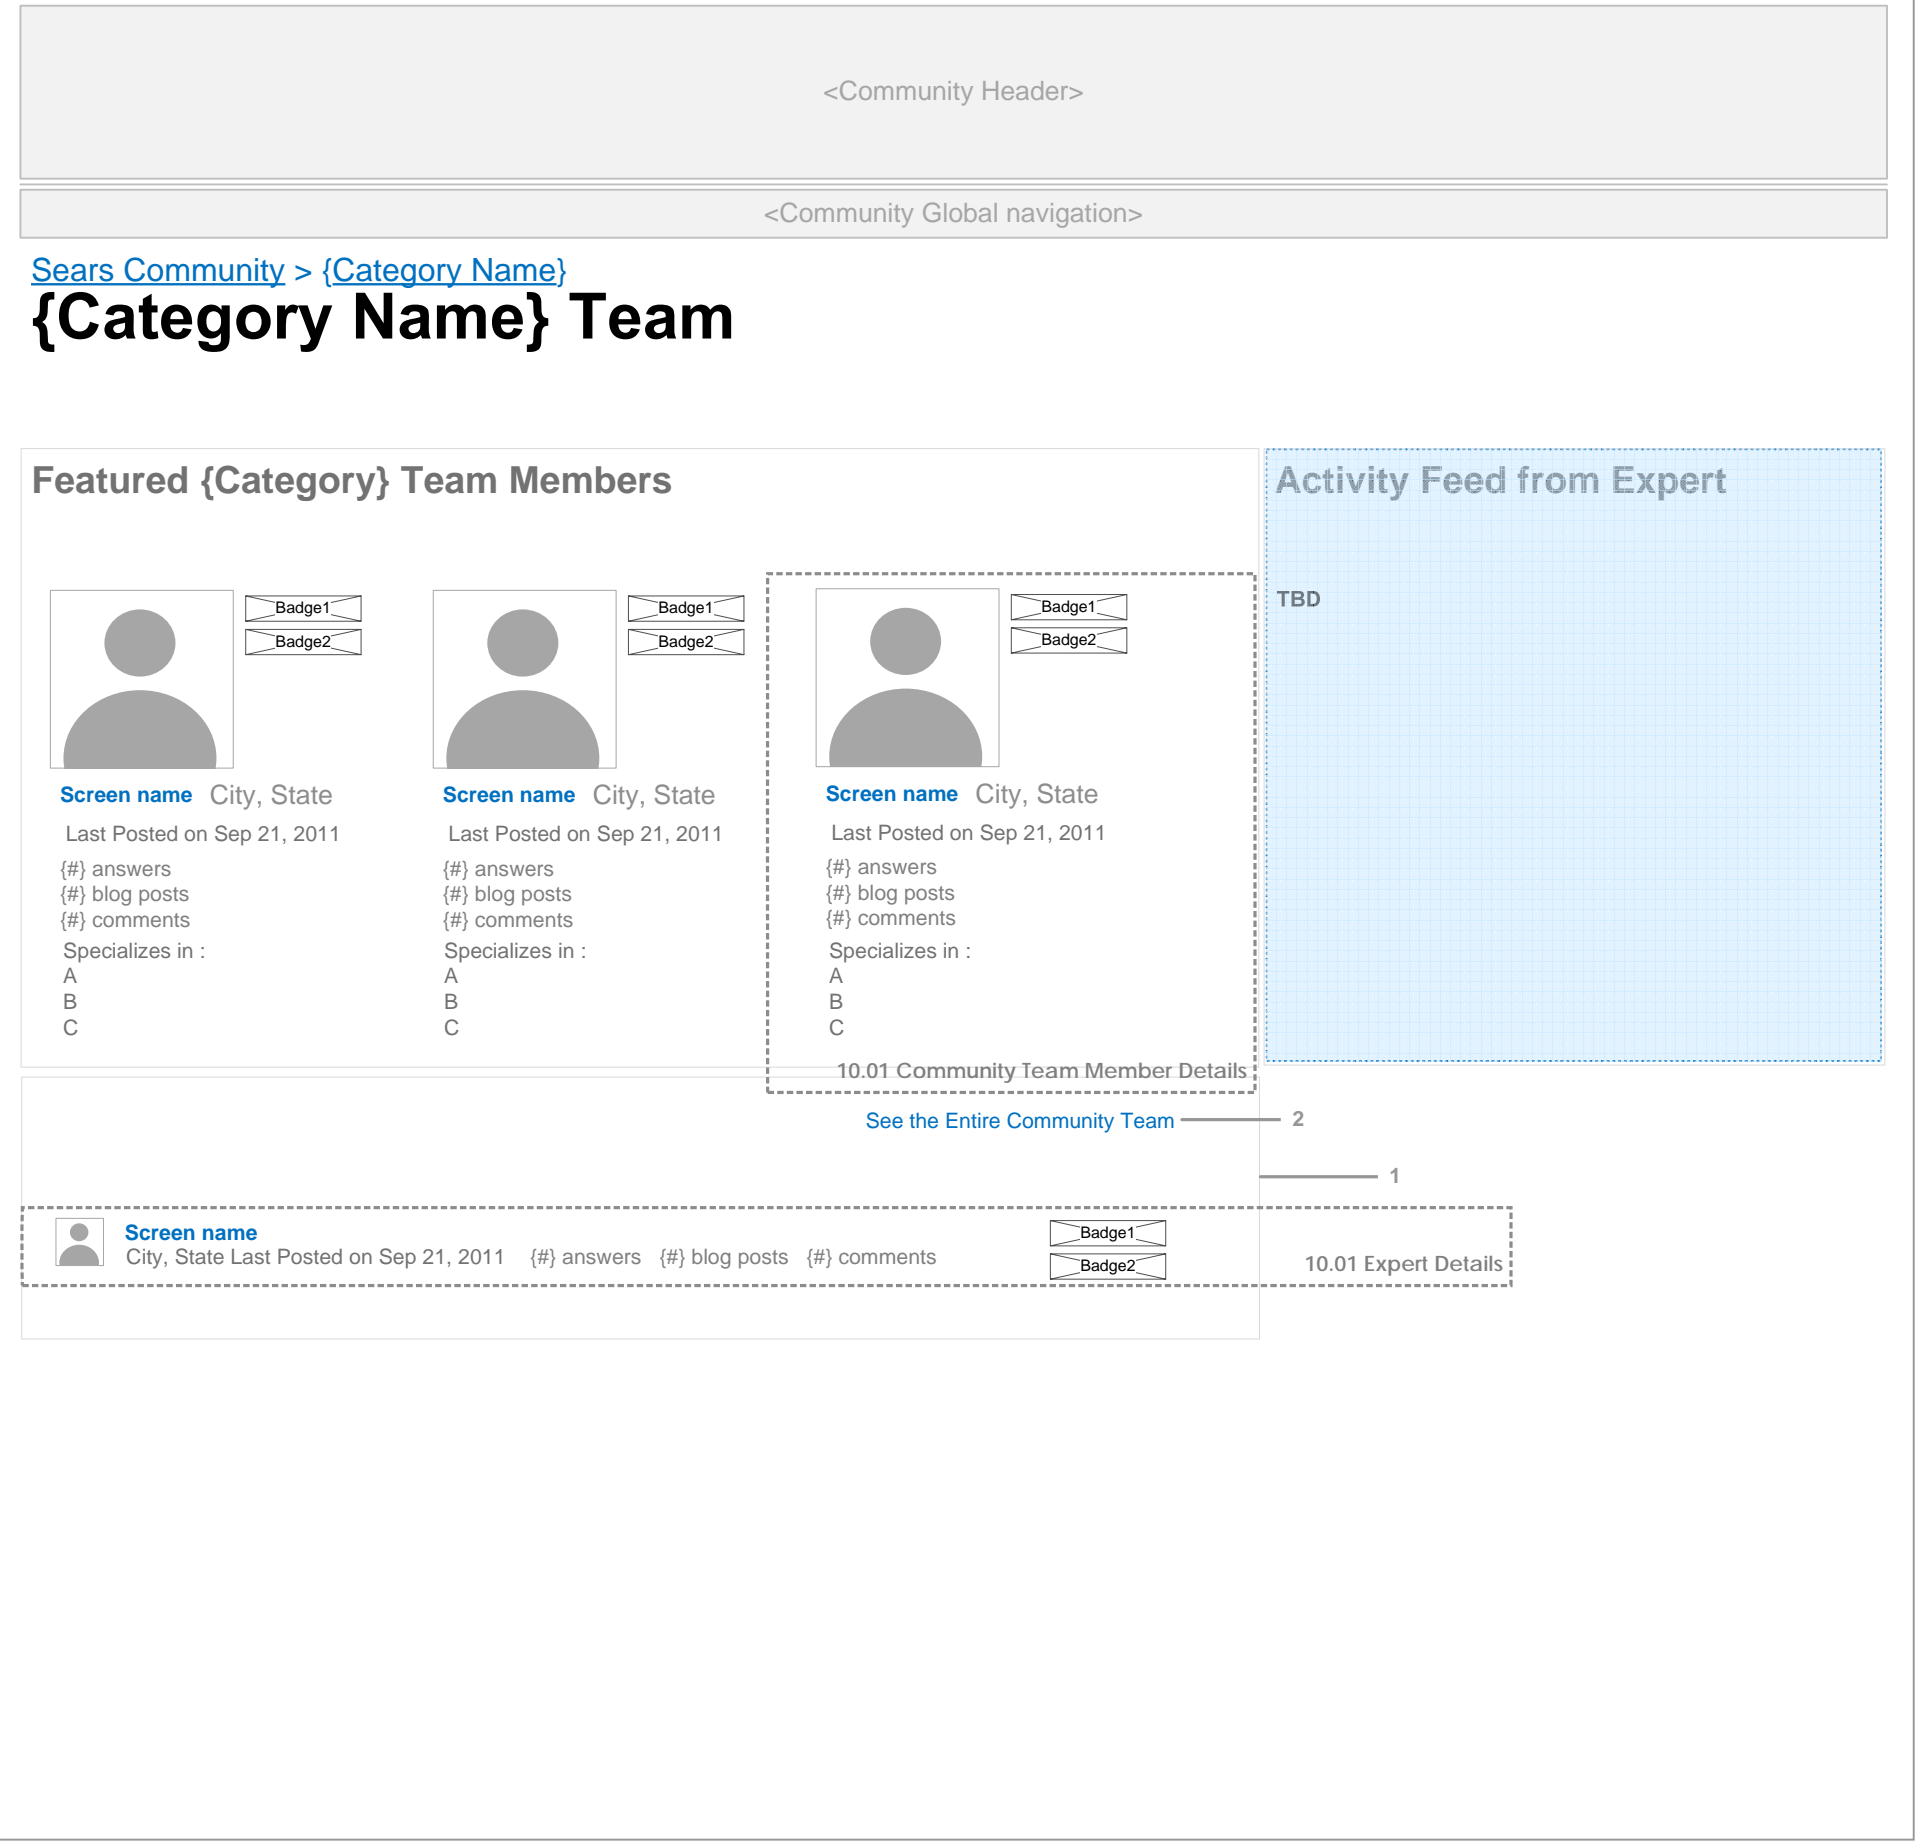 <Community Header>
<Community Global navigation>
Sears Community > {Category Name}
{Category Name} Team
Featured {Category} Team Members
Badge1
Badge2
Screen name City, State
Last Posted on Sep 21, 2011
{#} answers
{#} blog posts
{#} comments
Specializes in :
A
B
C
Badge1
Badge2
Screen name City, State
Last Posted on Sep 21, 2011
{#} answers
{#} blog posts
{#} comments
Specializes in :
A
B
C
Badge1
Badge2
Screen name City, State
Last Posted on Sep 21, 2011
{#} answers
{#} blog posts
{#} comments
Specializes in :
A
B
C
10.01 Community Team Member Details
Activity Feed from Expert
TBD
See the Entire Community Team 2
1
Screen name
City, State Last Posted on Sep 21, 2011 {#} answers {#} blog posts {#} comments
Badge1
Badge2
10.01 Expert Details